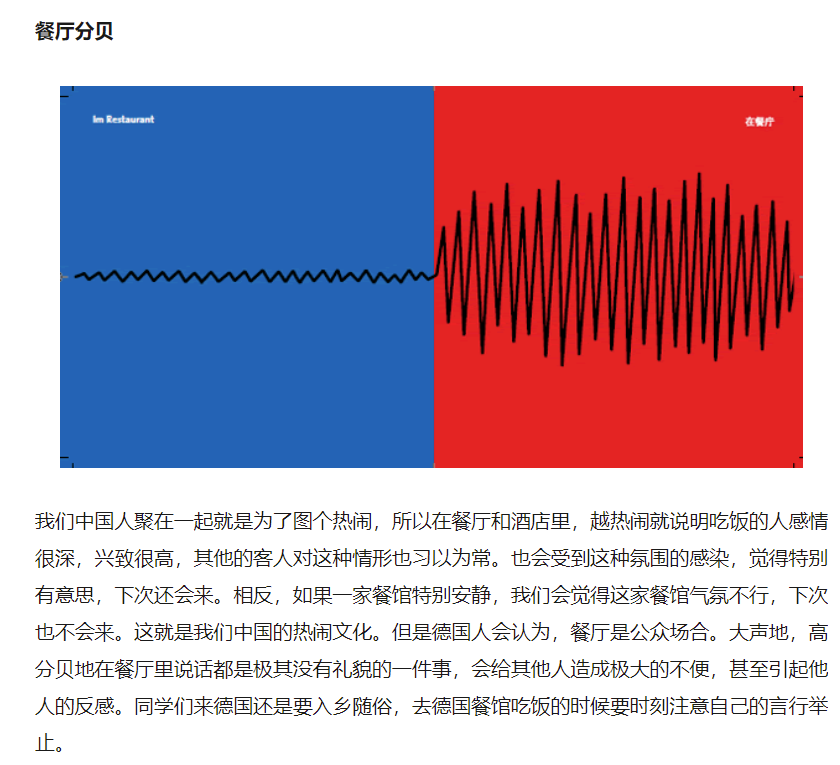 餐厅分贝
Im Restaurant
在餐厅
我们中国人聚在一起就是为了图个热闹，所以在餐厅和酒店里，越热闹就说明吃饭的人感情
很深，兴致很高，其他的客人对这种情形也习以为常。也会受到这种氛围的感染，觉得特别
有意思，下次还会来。相反，如果一家餐馆特别安静，我们会觉得这家餐馆气氛不行，下次
也不会来。这就是我们中国的热闹文化。但是德国人会认为，餐厅是公众场合。大声地，高
分贝地在餐厅里说话都是极其没有礼貌的一件事，会给其他人造成极大的不便，甚至引起他
人的反感。同学们来德国还是要入乡随俗，去德国餐馆吃饭的时候要时刻注意自己的言行举
止。